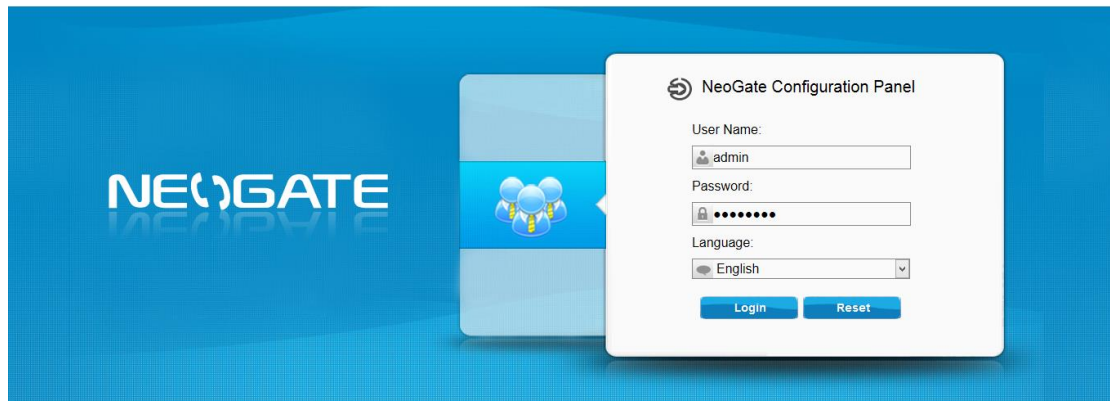 NEOGATE
NeoGate Configuration Panel
User Name:
admin
Password:
••••••••
Language:
English
Login
Reset